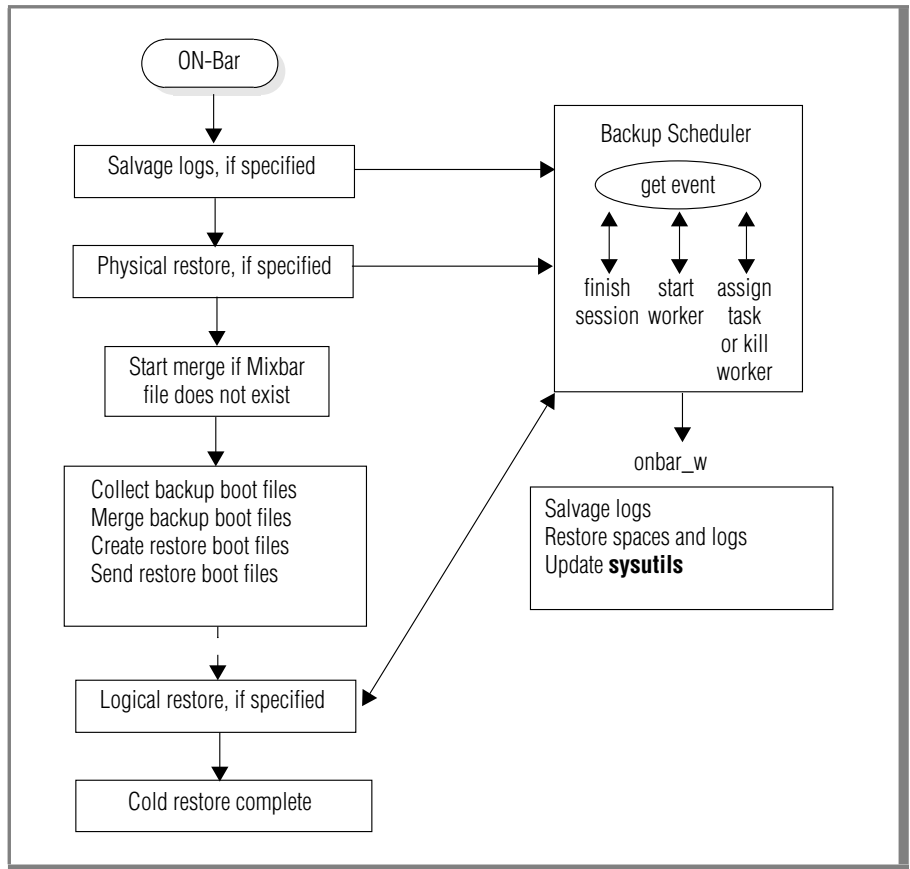 ON-Bar
Salvage logs, if specified
Physical restore, if specified
Start merge if Mixbar
file does not exist
Collect backup boot files
Merge backup boot files
Create restore boot files
Send restore boot files
Logical restore, if specified
Cold restore complete
Backup Scheduler
get event
finish
session
start
worker
assign
task
or kill
worker
onbar_w
Salvage logs
Restore spaces and logs
Update sysutils